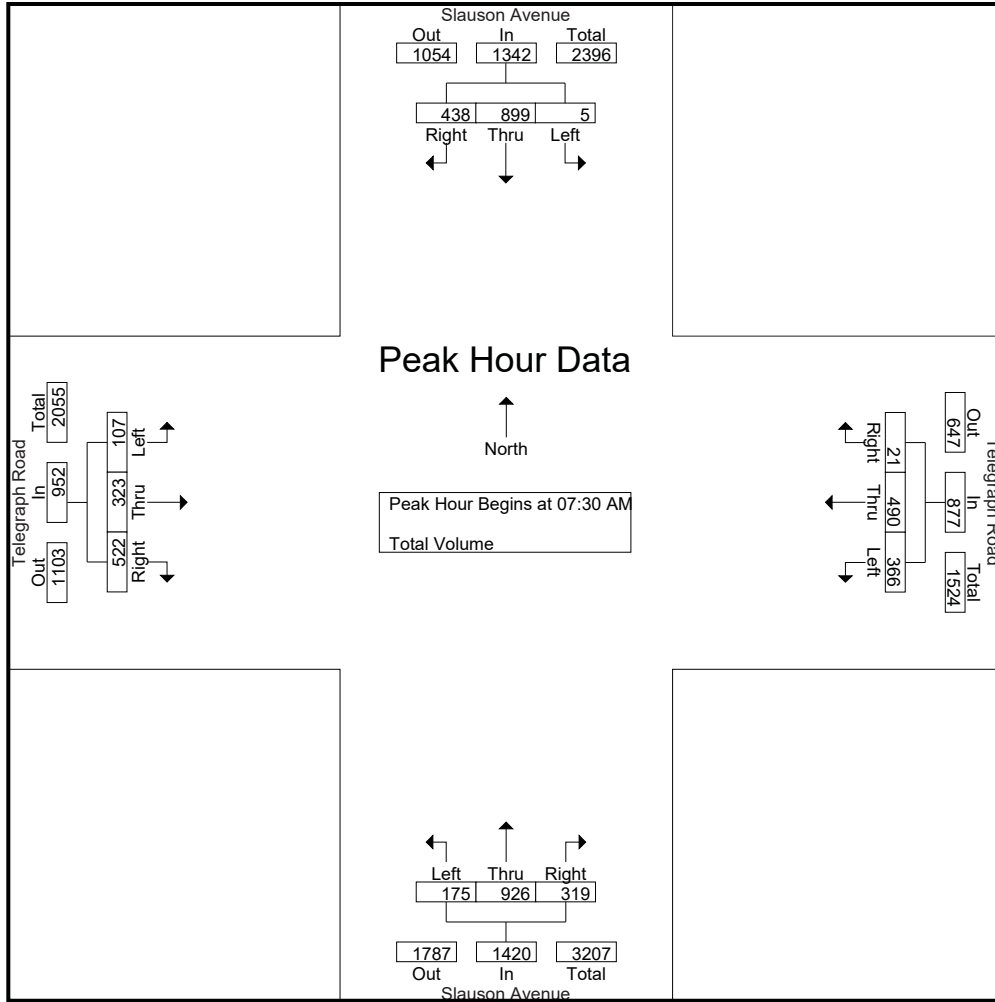 Slauson Avenue
Out In Total
1054 1342 2396
438 899 5
Right Thru Left
Peak Hour Data
North
Peak Hour Begins at 07:30 AM
Total Volume
Telegraph Road
Out In Total
1103 952 2055
Right Thru Left
522 323 107
Right Thru Left
21 490 366
Out In Total
647 877 1524
Telegraph Road
Left Thru Right
175 926 319
1787 1420 3207
Out In Total
Slauson Avenue